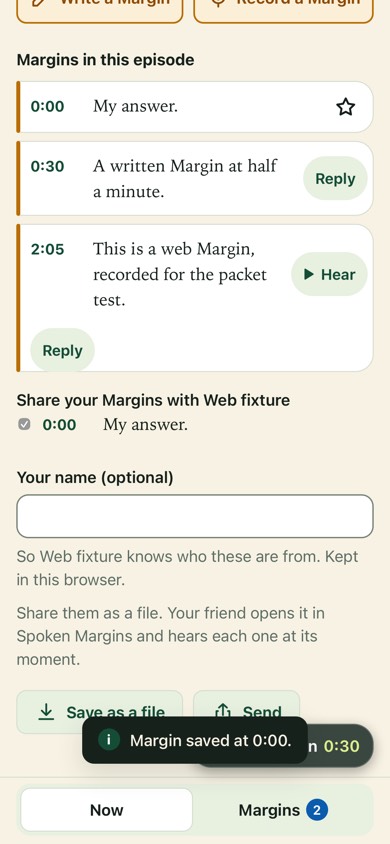 Write a Margin
Record a Margin
Margins in this episode
0:00 My answer.
0:30 A written Margin at half
a minute.
Reply
2:05 This is a web Margin,
recorded for the packet
test.
Hear
Reply
Share your Margins with Web fixture
0:00 My answer.
Your name (optional)
So Web fixture knows who these are from. Kept
in this browser.
Share them as a file. Your friend opens it in
Spoken Margins and hears each one at its
moment.
Save as a file
Send
Margin saved at 0:00.
n 0:30
Now
Margins 2